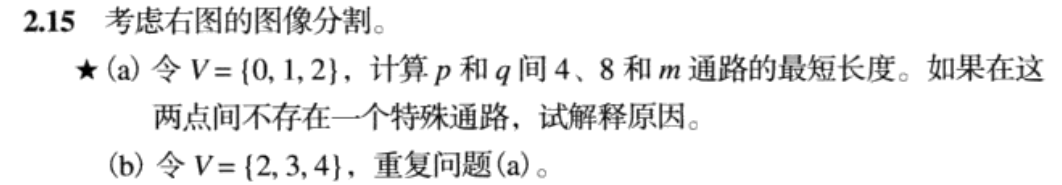 2.15 考虑右图的图像分割。
★(a) 令 V = {0, 1, 2}，计算 p 和 q 间 4、8 和 m 通路的最短长度。如果在这
两点间不存在一个特殊通路，试解释原因。
(b) 令 V = {2, 3, 4}，重复问题(a)。